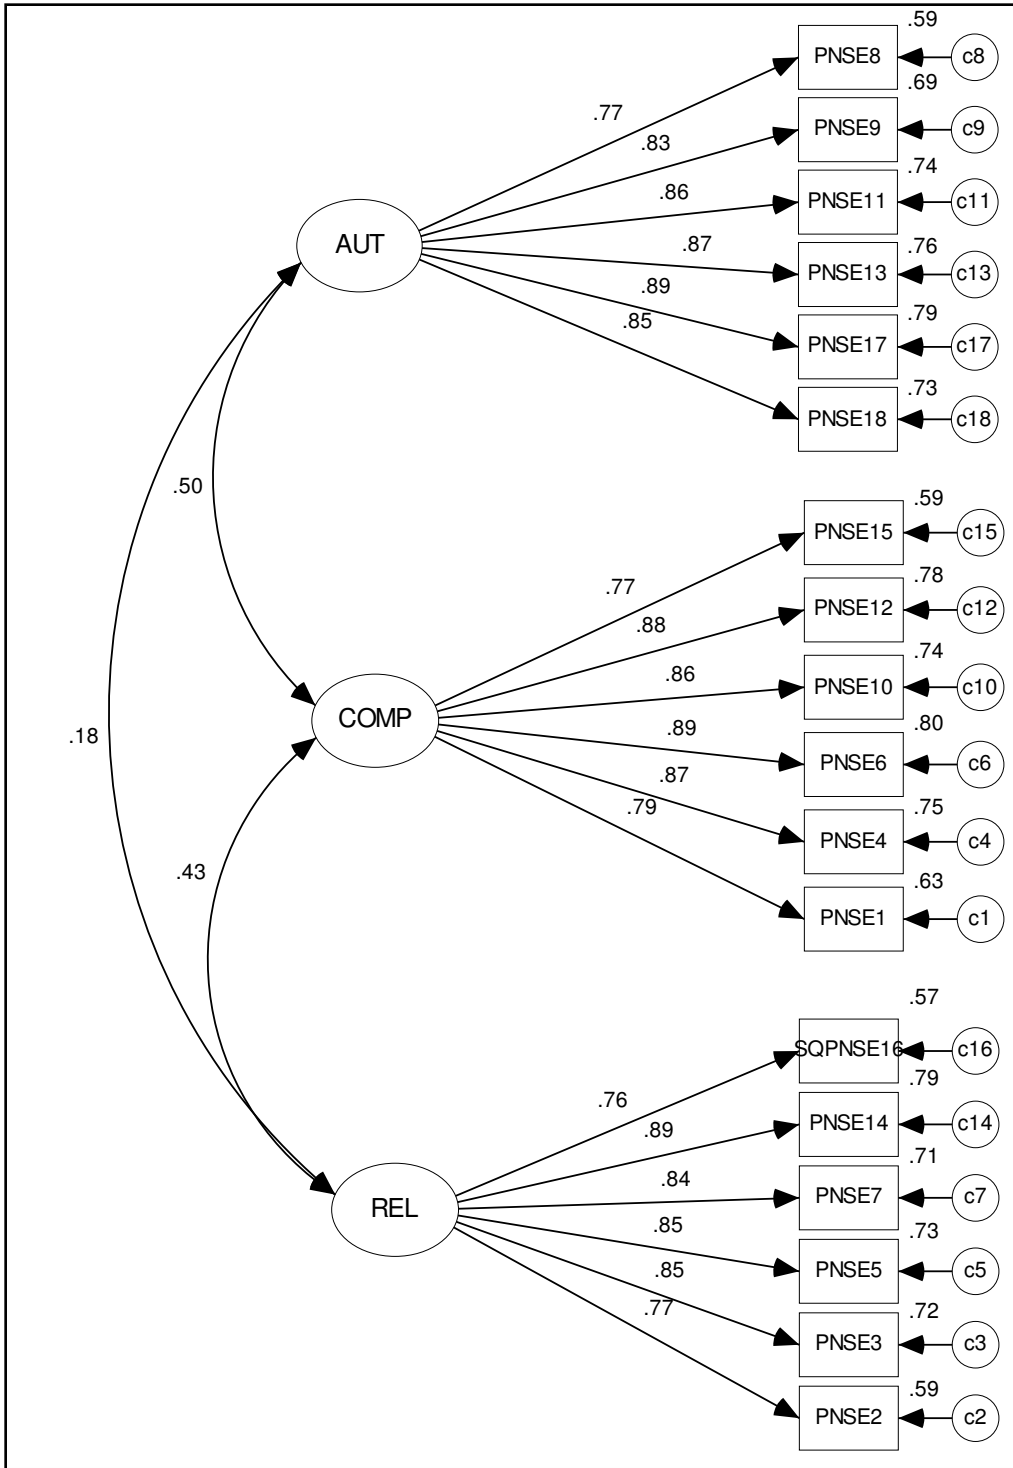 .59
PNSE8 c8
.77
.69
PNSE9 c9
.83
.74
PNSE11 c11
.86
AUT
.76
PNSE13 c13
.87
.79
PNSE17 c17
.89
.73
PNSE18 c18
.85
.50
.59
PNSE15 c15
.77
.78
PNSE12 c12
.88
.74
PNSE10 c10
.86
COMP
.80
PNSE6 c6
.89
.75
PNSE4 c4
.87
.63
PNSE1 c1
.79
.18
.43
.57
SQPNSE16 c16
.76
.79
PNSE14 c14
.89
.71
PNSE7 c7
.84
REL
.73
PNSE5 c5
.85
.72
PNSE3 c3
.85
.59
PNSE2 c2
.77